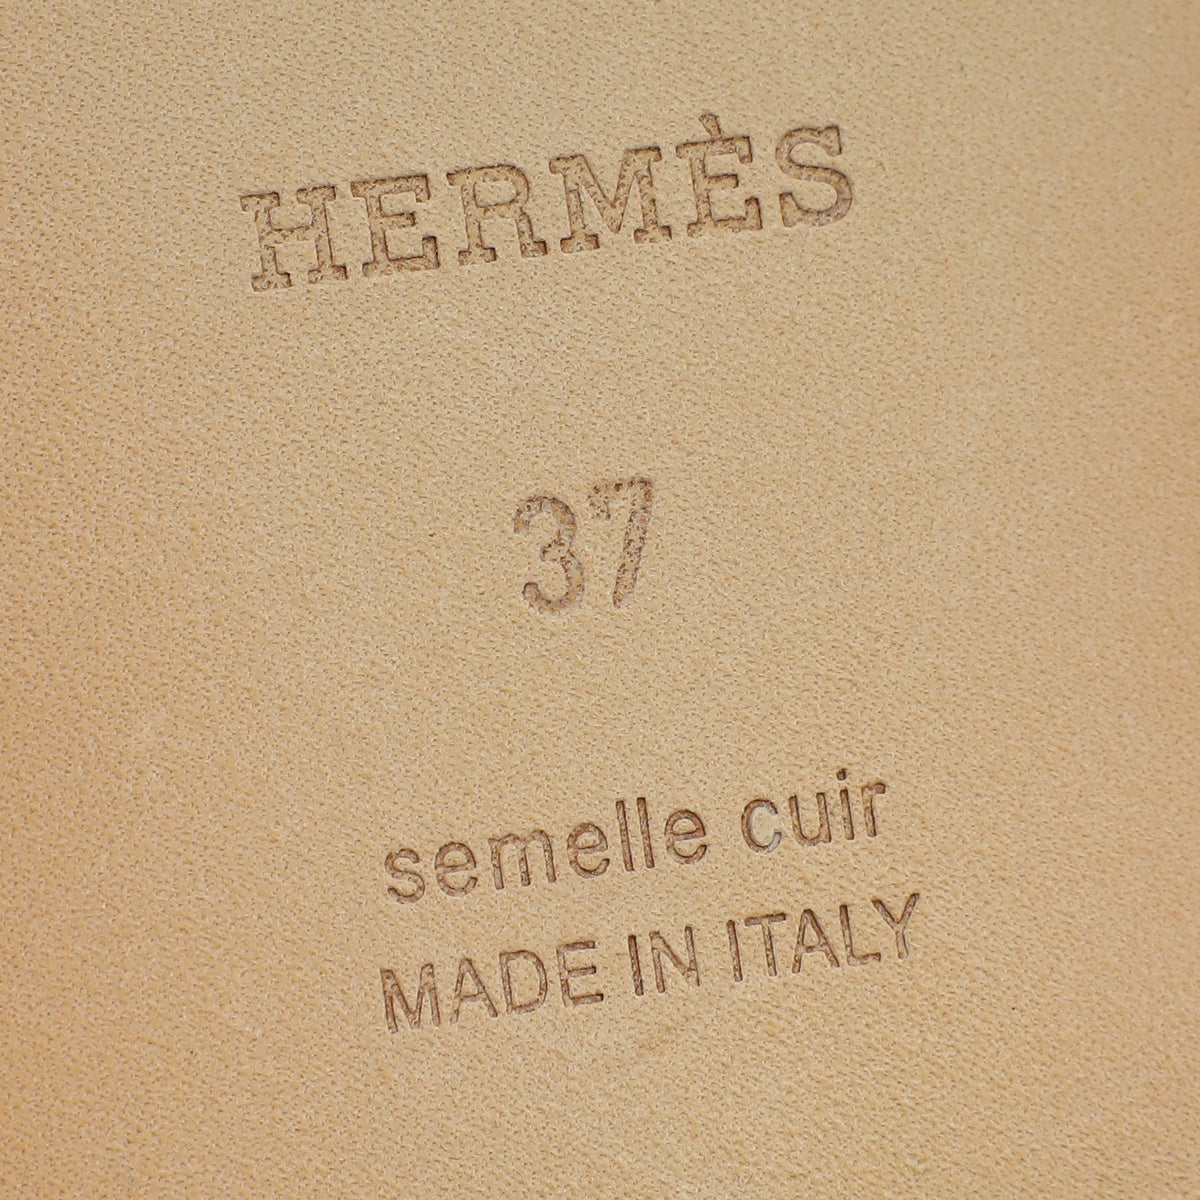 HERMÈS
37
semelle cuir
MADE IN ITALY